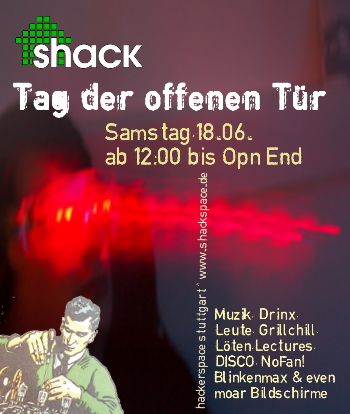 shack
Tag der offenen Tür
Samstag 18.06.
ab 12:00 bis Opn End
hackerspace stuttgart * www.shackspace.de
Muzik. Drinx.
Leute. Grillchill.
Löten. Lectures.
DISCO. NoFan!
Blinkenmax & even
moar Bildschirme